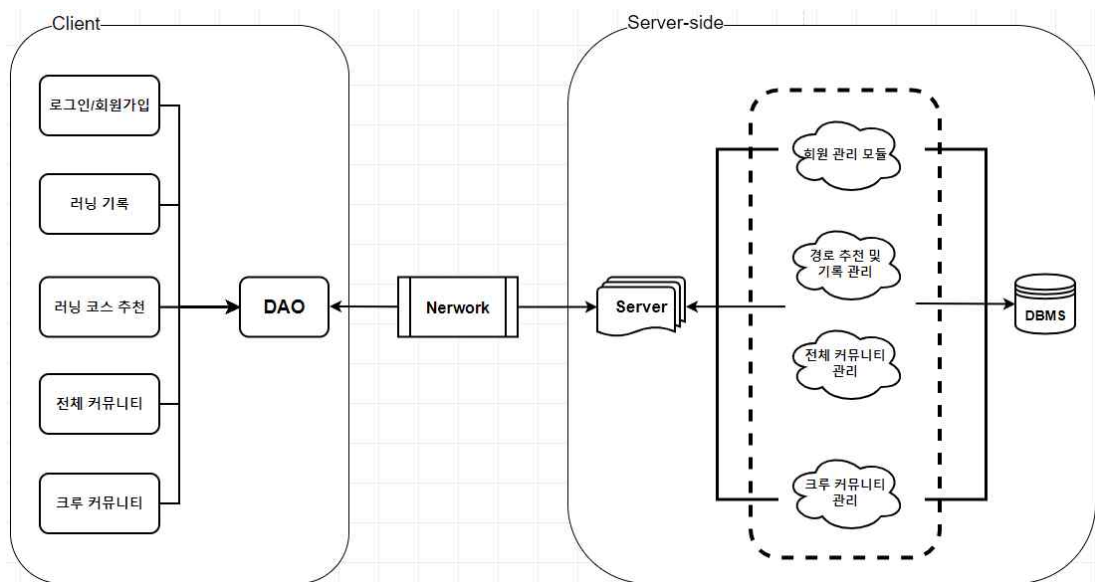 Client
로그인/회원가입
러닝 기록
러닝 코스 추천
전체 커뮤니티
크루 커뮤니티
DAO
Nerwork
Server-side
Server
회원 관리 모듈
경로 추천 및
기록 관리
전체 커뮤니티
관리
크루 커뮤니티
관리
DBMS